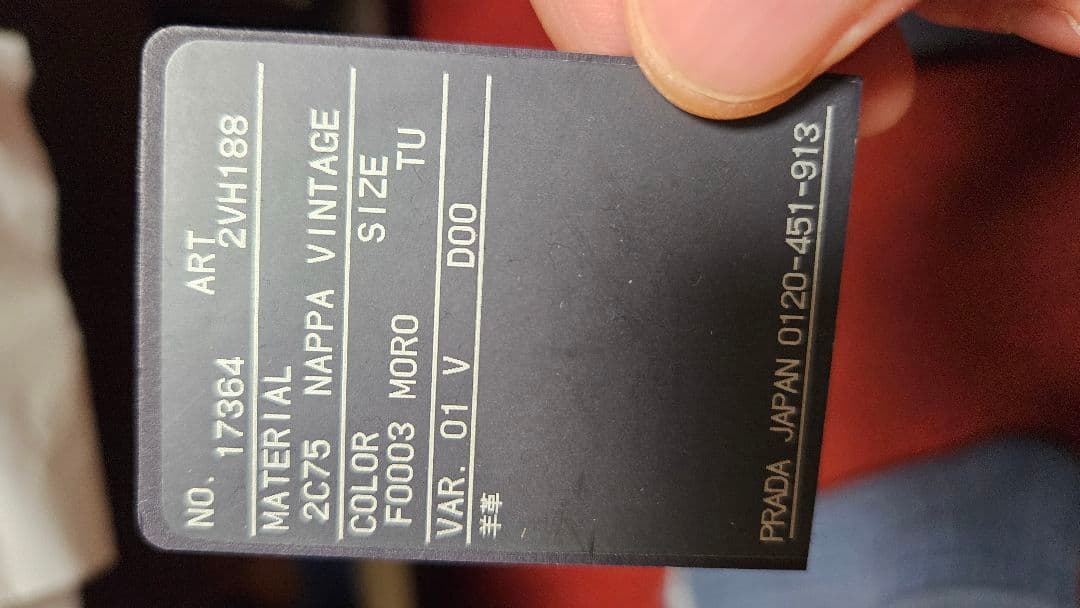 NO. ART
17364 2VH188
MATERIAL
2C75 NAPPA VINTAGE
COLOR SIZE
F0003 MORO TU
VAR. 01 V D00
羊革
PRADA JAPAN 0120-451-913